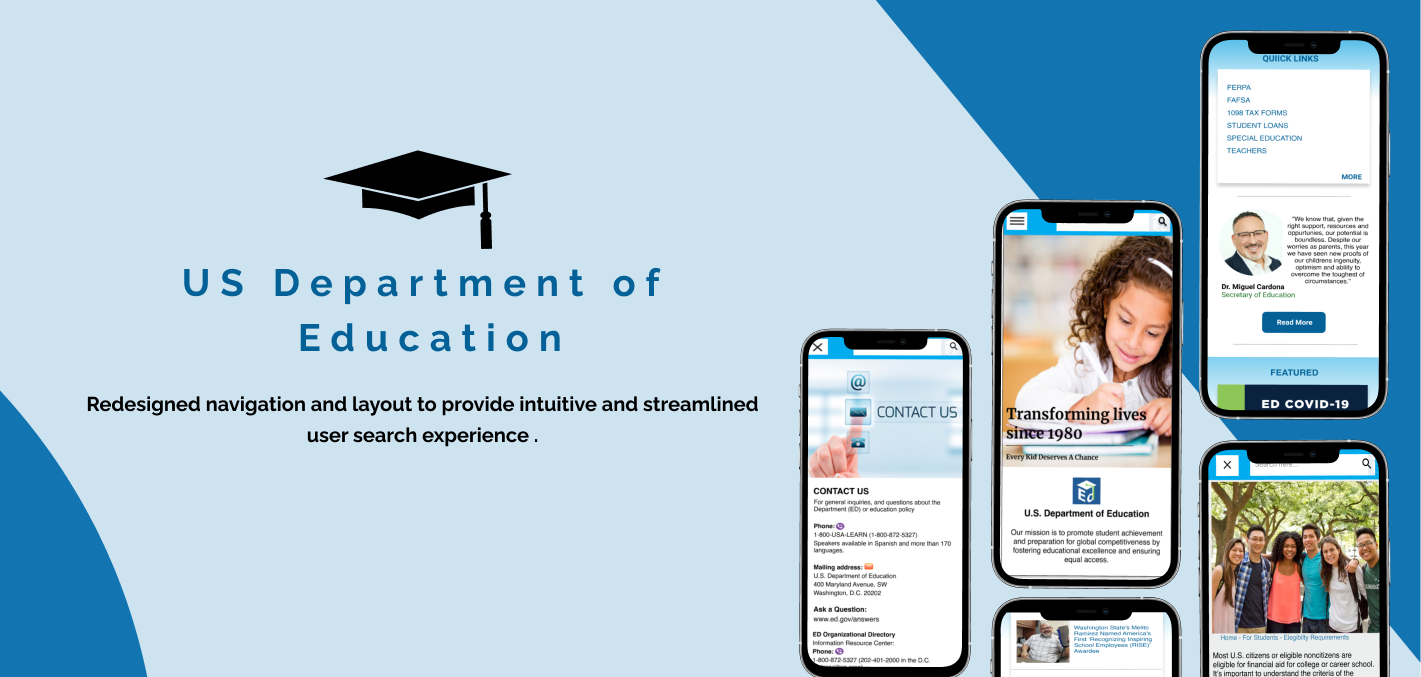 US Department of
Education
Redesigned navigation and layout to provide intuitive and streamlined
user search experience .
CONTACT US
CONTACT US
For general inquiries, and questions about the
Department (ED) or education policy
Phone:
1-800-USA-LEARN (1-800-872-5327)
Speakers available in Spanish and more than 170
languages.
Mailing address:
U.S. Department of Education
400 Maryland Avenue, SW
Washington, D.C. 20202
Ask a Question:
www.ed.gov/answers
ED Organizational Directory
Information Resource Center:
Phone:
1-800-872-5327 (202-401-2000 in the D.C.
Transforming lives
since 1980
Every Kid Deserves A Chance
Ed
U.S. Department of Education
Our mission is to promote student achievement
and preparation for global competitiveness by
fostering educational excellence and ensuring
equal access.
Washington State's Melito
Ramirez Named America's
First 'Recognizing Inspiring
School Employees (RISE)'
Awardee
QUIICK LINKS
FERPA
FAFSA
1098 TAX FORMS
STUDENT LOANS
SPECIAL EDUCATION
TEACHERS
MORE
"We know that, given the
right support, resources and
oppurturies, our potential is
boundless. Despite our
worries as parents, this year
we have seen new proofs of
our childrens ingenuity,
optimism and ability to
overcome the toughest of
circumstances."
Dr. Miguel Cardona
Secretary of Education
Read More
FEATURED
ED COVID-19
Search here...
Home - For Students - Elegibilty Requirements
Most U.S. citizens or eligible noncitizens are
eligible for financial aid for college or career school.
It's important to understand the criteria of the